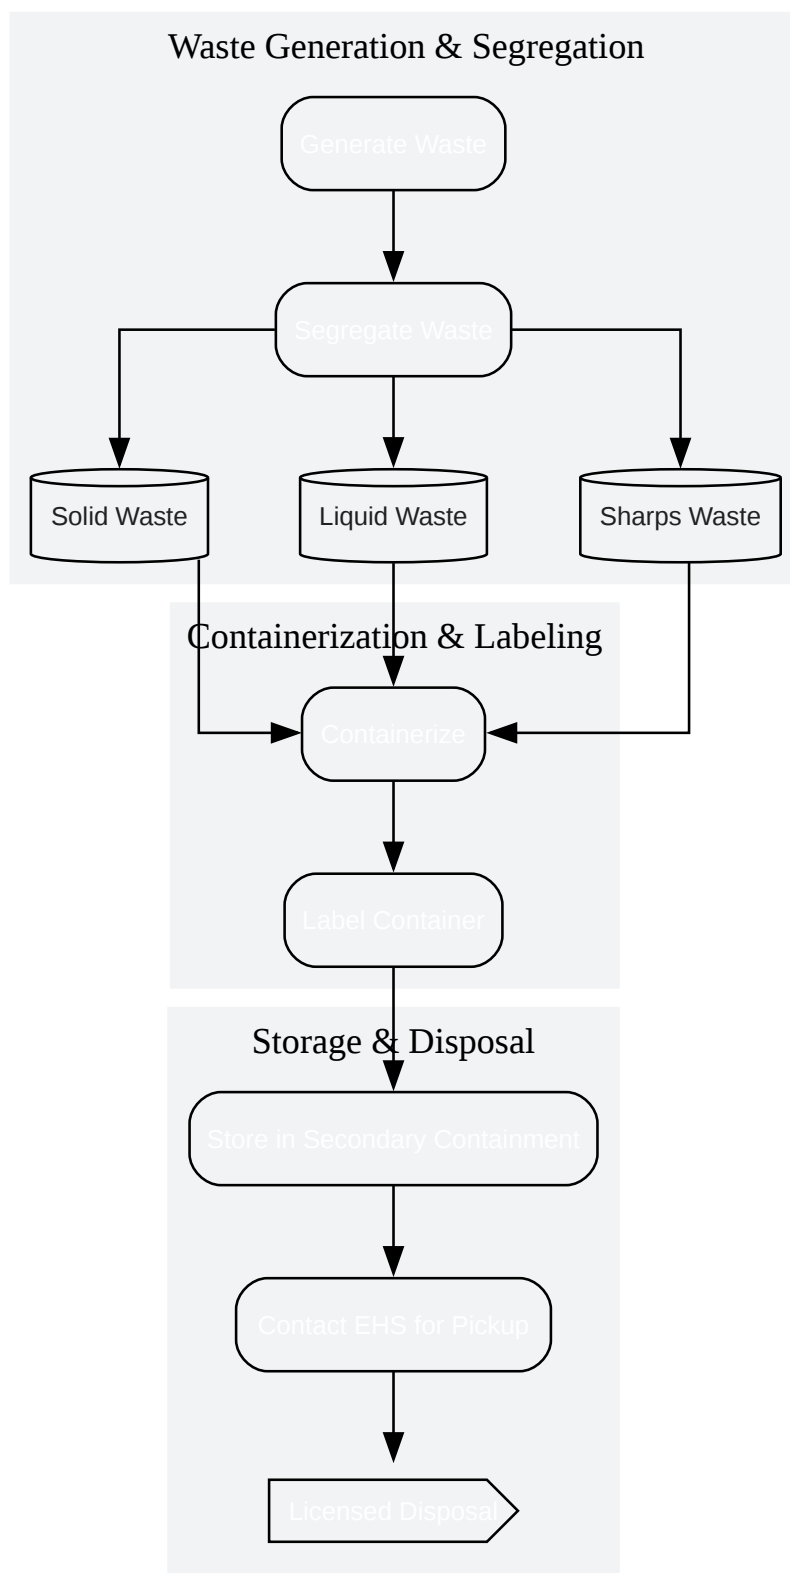 Waste Generation & Segregation
Generate Waste
Segregate Waste
Solid Waste
Liquid Waste
Sharps Waste
Containerization & Labeling
Containerize
Label Container
Storage & Disposal
Store in Secondary Containment
Contact EHS for Pickup
Licensed Disposal